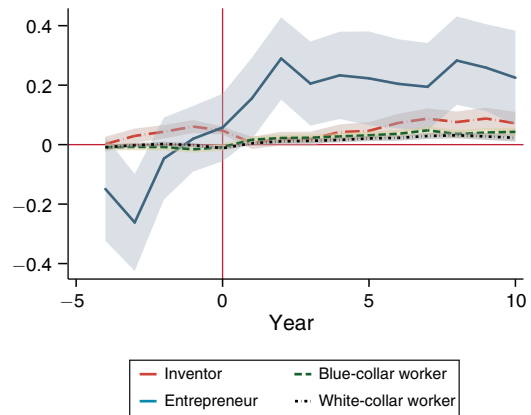 0.4
0.2
0
−0.2
−0.4
−5
0
5
10
Year
Inventor
Blue-collar worker
Entrepreneur
White-collar worker